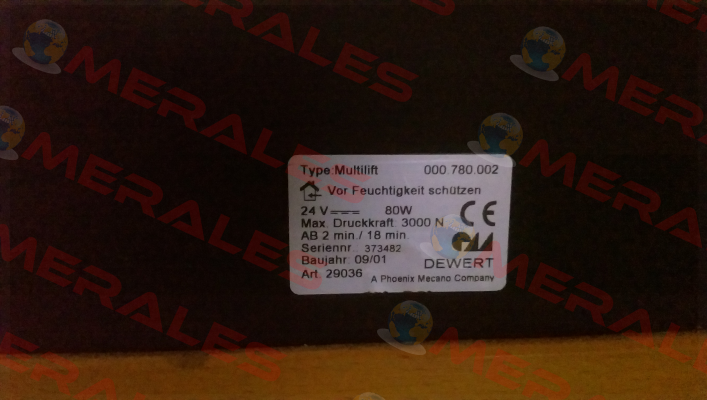 MERALES
MERALES
MERALES
Type:Multilift 000.780.002
Vor Feuchtigkeit schützen
24 V 80W
Max. Druckkraft 3000 N
CE
AB 2 min./ 18 min.
Seriennr. 373482
Baujahr: 09/01
DEWERT
Art. 29036
A Phoenix Mecano Company
MERALES
MERALES